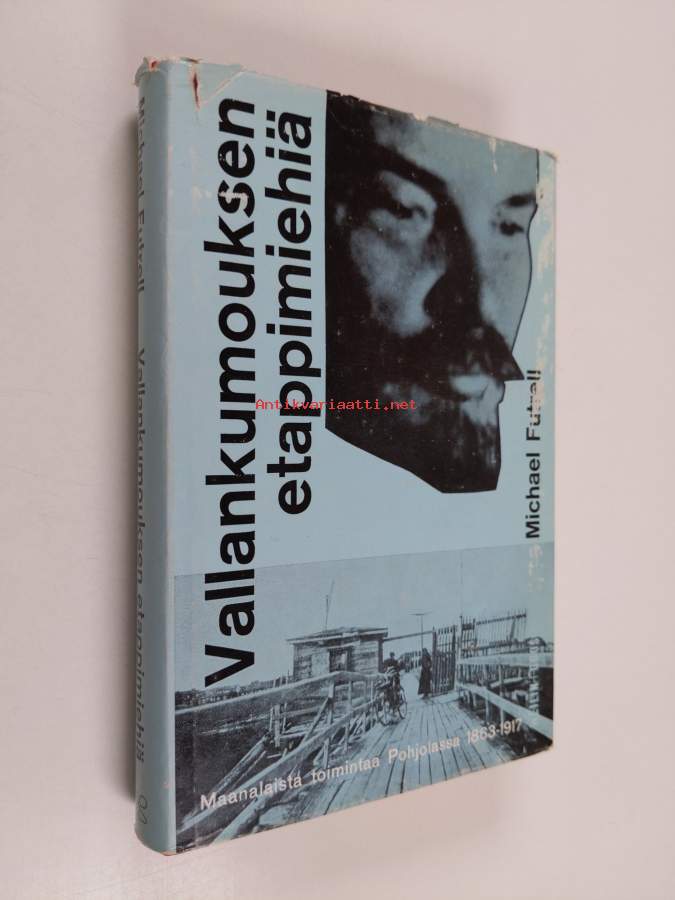 Vallankumouksen
etappimiehiä
Michael Futrell
Maanalaista toimintaa Pohjolassa 1863-1917
Michael Futrell Vallankumouksen etappimiehiä
Antikvariaatti.net